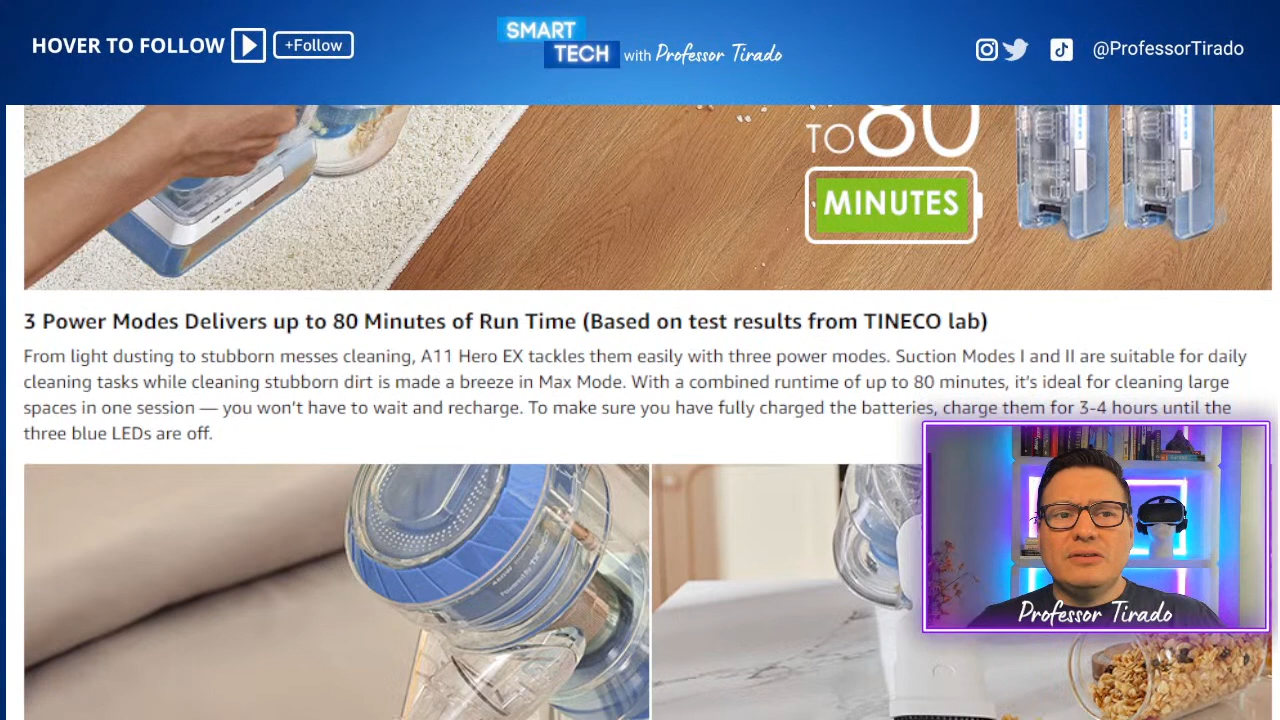 HOVER TO FOLLOW
+Follow
SMART
TECH with Professor Tirado
@ProfessorTirado
TO 80
MINUTES
3 Power Modes Delivers up to 80 Minutes of Run Time (Based on test results from TINECO lab)
From light dusting to stubborn messes cleaning, A11 Hero EX tackles them easily with three power modes. Suction Modes I and II are suitable for daily
cleaning tasks while cleaning stubborn dirt is made a breeze in Max Mode. With a combined runtime of up to 80 minutes, it's ideal for cleaning large
spaces in one session — you won't have to wait and recharge. To make sure you have fully charged the batteries, charge them for 3-4 hours until the
three blue LEDs are off.
Professor Tirado